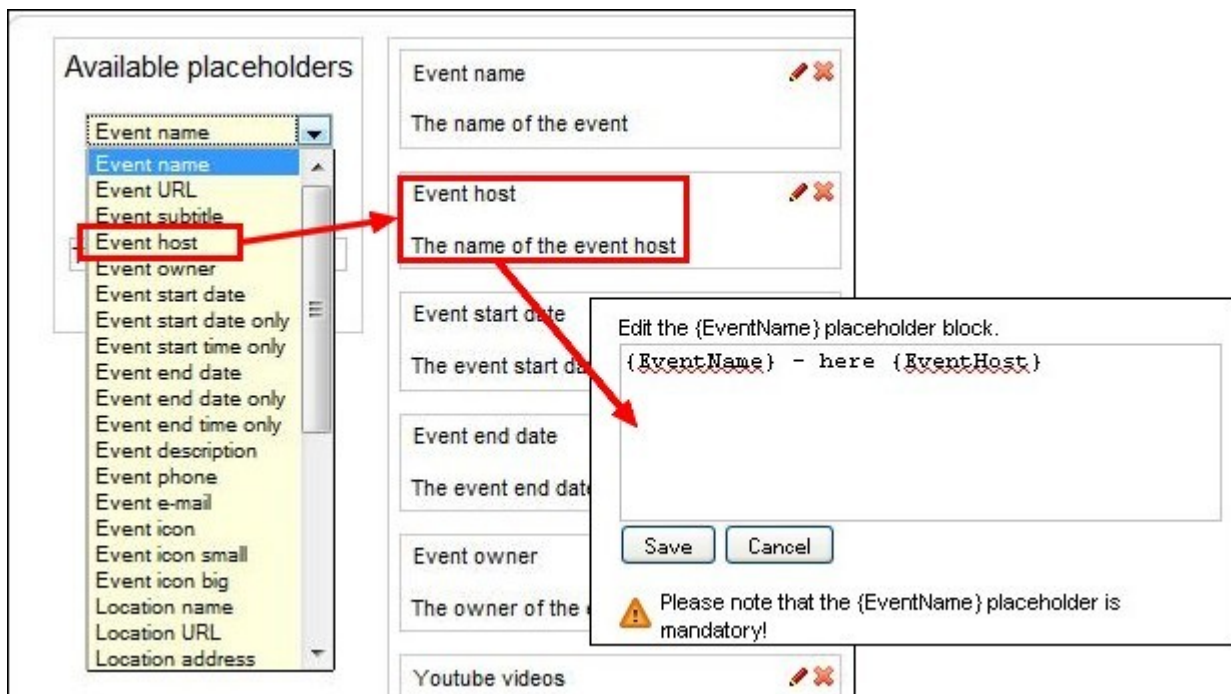 Available placeholders
Event name
Event name
Event URL
Event subtitle
Event host
Event owner
Event start date
Event start date only
Event start time only
Event end date
Event end date only
Event end time only
Event description
Event phone
Event e-mail
Event icon
Event icon small
Event icon big
Location name
Location URL
Location address
Event name
The name of the event
Event host
The name of the event host
Event start date
The event start da
Event end date
The event end date
Event owner
The owner of the e
Youtube videos
Edit the {EventName} placeholder block.
{EventName} - here {EventHost}
Save Cancel
Please note that the {EventName} placeholder is
mandatory!